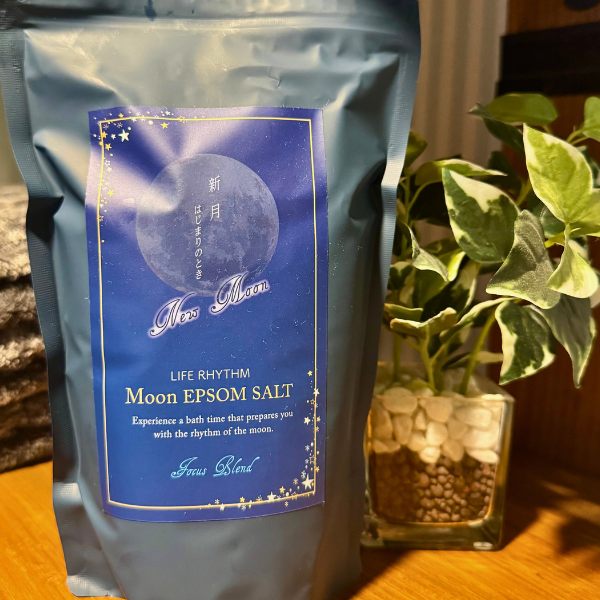 新月
はじまりのとき
New Moon
LIFE RHYTHM
Moon EPSOM SALT
Experience a bath time that prepares you
with the rhythm of the moon.
Focus Blend